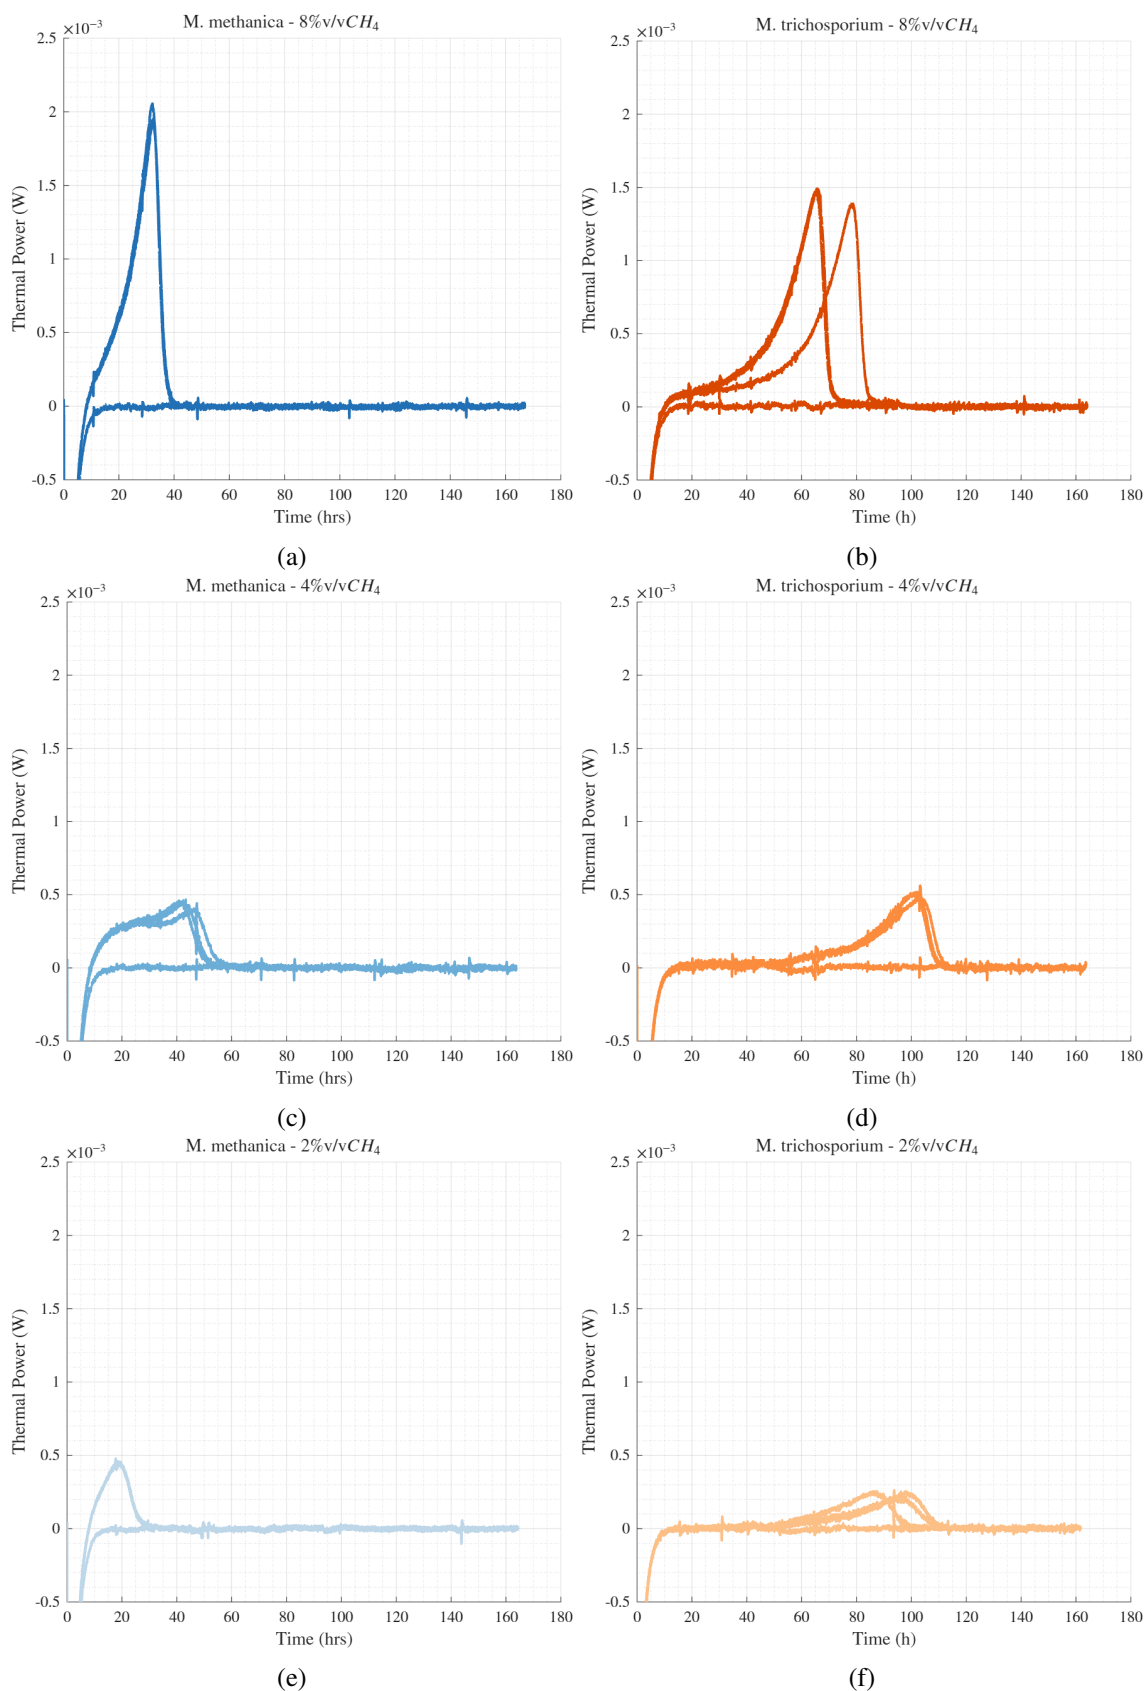 M. methanica - 8%v/vCH₄
×10⁻³
2.5
2
1.5
1
0.5
0
-0.5
Thermal Power (W)
0 20 40 60 80 100 120 140 160 180
Time (hrs)
(a)
M. trichosporium - 8%v/vCH₄
×10⁻³
2.5
2
1.5
1
0.5
0
-0.5
Thermal Power (W)
0 20 40 60 80 100 120 140 160 180
Time (h)
(b)
M. methanica - 4%v/vCH₄
×10⁻³
2.5
2
1.5
1
0.5
0
-0.5
Thermal Power (W)
0 20 40 60 80 100 120 140 160 180
Time (hrs)
(c)
M. trichosporium - 4%v/vCH₄
×10⁻³
2.5
2
1.5
1
0.5
0
-0.5
Thermal Power (W)
0 20 40 60 80 100 120 140 160 180
Time (h)
(d)
M. methanica - 2%v/vCH₄
×10⁻³
2.5
2
1.5
1
0.5
0
-0.5
Thermal Power (W)
0 20 40 60 80 100 120 140 160 180
Time (hrs)
(e)
M. trichosporium - 2%v/vCH₄
×10⁻³
2.5
2
1.5
1
0.5
0
-0.5
Thermal Power (W)
0 20 40 60 80 100 120 140 160 180
Time (h)
(f)